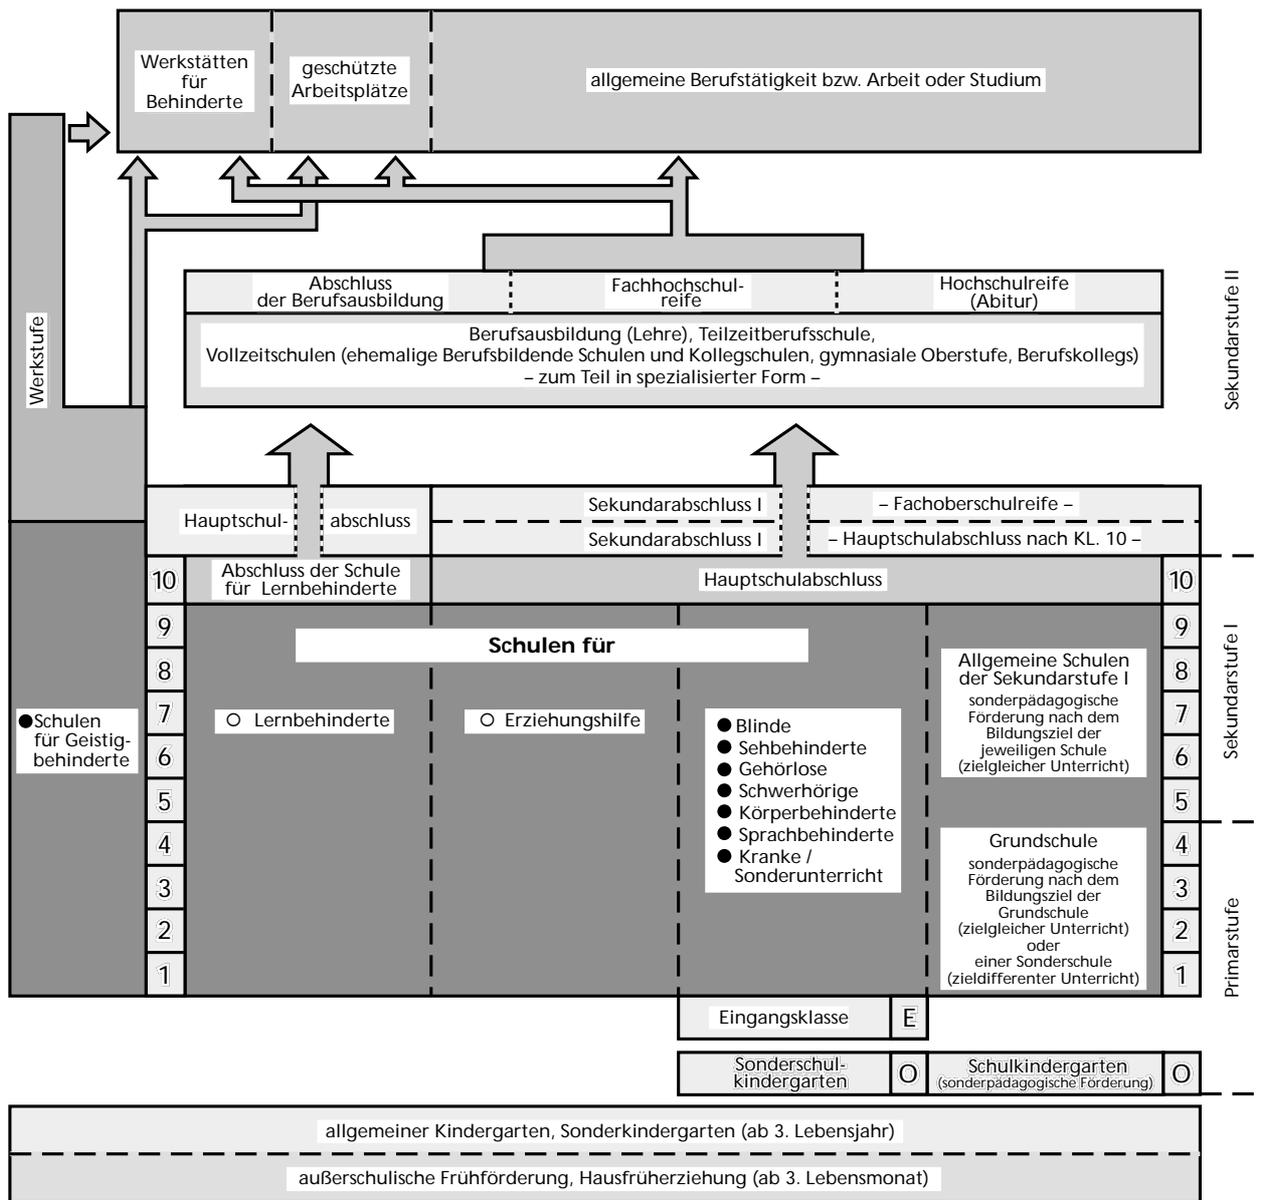 Werkstätten
für
Behinderte
geschützte
Arbeitsplätze
allgemeine Berufstätigkeit bzw. Arbeit oder Studium
Werkstufe
Abschluss
der Berufsausbildung
Fachhochschul-
reife
Hochschulreife
(Abitur)
Berufsausbildung (Lehre), Teilzeitberufsschule,
Vollzeitschulen (ehemalige Berufsbildende Schulen und Kollegschulen, gymnasiale Oberstufe, Berufskollegs)
– zum Teil in spezialisierter Form –
Sekundarstufe II
Hauptschul- abschluss
Sekundarabschluss I – Fachoberschulreife –
Sekundarabschluss I – Hauptschulabschluss nach KL. 10 –
10
Abschluss der Schule
für Lernbehinderte
Hauptschulabschluss
10
9
8
7
6
5
4
3
2
1
Schulen für
● Schulen
für Geistig-
behinderte
○ Lernbehinderte
○ Erziehungshilfe
● Blinde
● Sehbehinderte
● Gehörlose
● Schwerhörige
● Körperbehinderte
● Sprachbehinderte
● Kranke /
Sonderunterricht
Allgemeine Schulen
der Sekundarstufe I
sonderpädagogische
Förderung nach dem
Bildungsziel der
jeweiligen Schule
(zielgleicher Unterricht)
Grundschule
sonderpädagogische
Förderung nach dem
Bildungsziel der
Grundschule
(zielgleicher Unterricht)
oder
einer Sonderschule
(zieldifferenter Unterricht)
9
8
7
6
5
4
3
2
1
Sekundarstufe I
Primarstufe
Eingangsklasse E
Sonderschul-
kindergarten
O
Schulkindergarten
(sonderpädagogische Förderung)
O
allgemeiner Kindergarten, Sonderkindergarten (ab 3. Lebensjahr)
außerschulische Frühförderung, Hausfrüherziehung (ab 3. Lebensmonat)